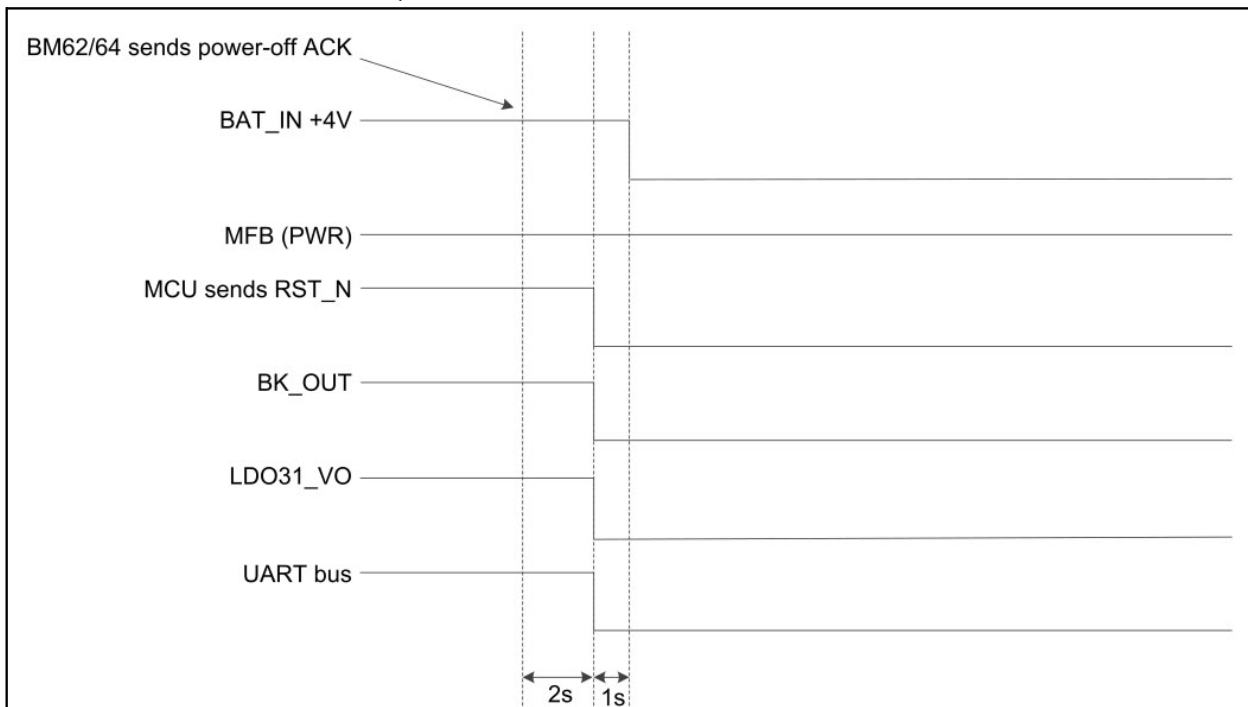 BM62/64 sends power-off ACK
BAT_IN +4V
MFB (PWR)
MCU sends RST_N
BK_OUT
LDO31_VO
UART bus
2s 1s